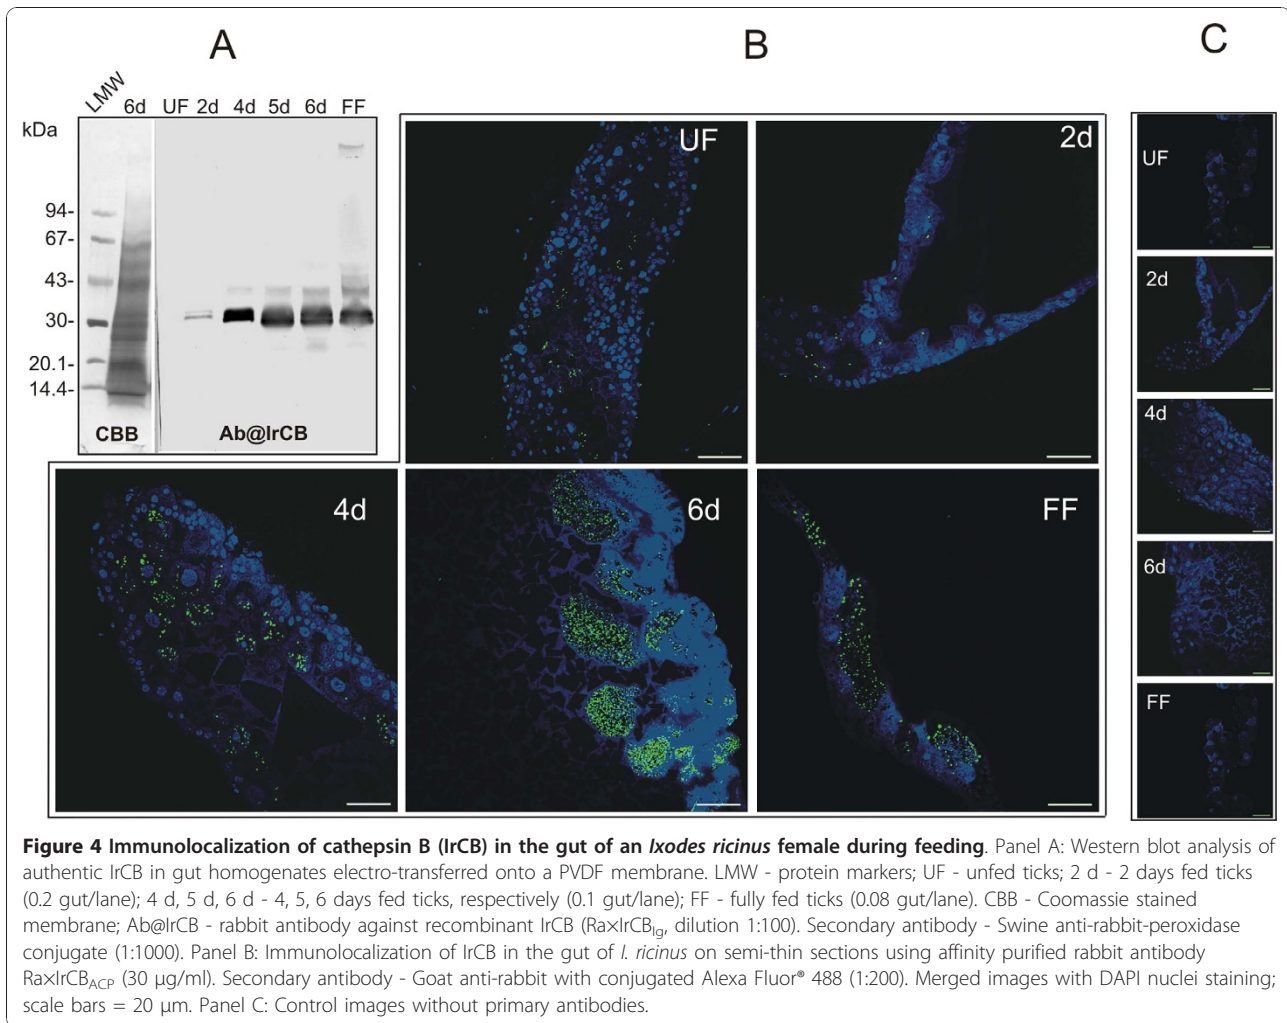 A
B
C
LMW 6d UF 2d 4d 5d 6d FF
kDa
94-
67-
43-
30-
20.1-
14.4-
CBB Ab@IrCB
UF
2d
4d
6d
FF
UF
2d
4d
6d
FF
Figure 4 Immunolocalization of cathepsin B (IrCB) in the gut of an Ixodes ricinus female during feeding. Panel A: Western blot analysis of
authentic IrCB in gut homogenates electro-transferred onto a PVDF membrane. LMW - protein markers; UF - unfed ticks; 2 d - 2 days fed ticks
(0.2 gut/lane); 4 d, 5 d, 6 d - 4, 5, 6 days fed ticks, respectively (0.1 gut/lane); FF - fully fed ticks (0.08 gut/lane). CBB - Coomassie stained
membrane; Ab@IrCB - rabbit antibody against recombinant IrCB (Ra×IrCBIg, dilution 1:100). Secondary antibody - Swine anti-rabbit-peroxidase
conjugate (1:1000). Panel B: Immunolocalization of IrCB in the gut of I. ricinus on semi-thin sections using affinity purified rabbit antibody
Ra×IrCBACP (30 μg/ml). Secondary antibody - Goat anti-rabbit with conjugated Alexa Fluor® 488 (1:200). Merged images with DAPI nuclei staining;
scale bars = 20 μm. Panel C: Control images without primary antibodies.